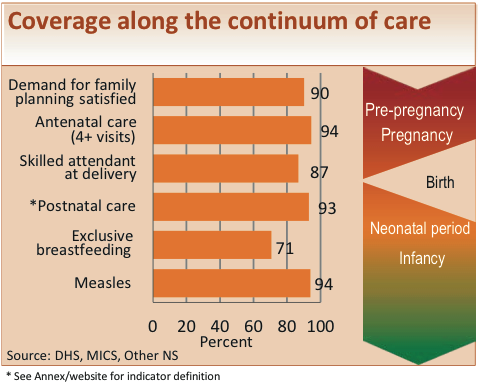 Coverage along the continuum of care
Demand for family
planning satisfied
90
Antenatal care
(4+ visits)
94
Skilled attendant
at delivery
87
*Postnatal care
93
Exclusive
breastfeeding
71
Measles
94
0 20 40 60 80 100
Percent
Pre-pregnancy
Pregnancy
Birth
Neonatal period
Infancy
Source: DHS, MICS, Other NS
* See Annex/website for indicator definition